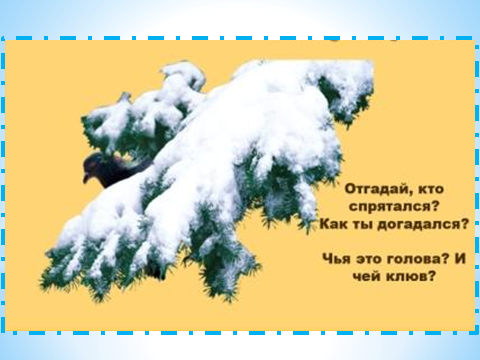 Отгадай, кто
спрятался?
Как ты догадался?
Чья это голова? И
чей клюв?